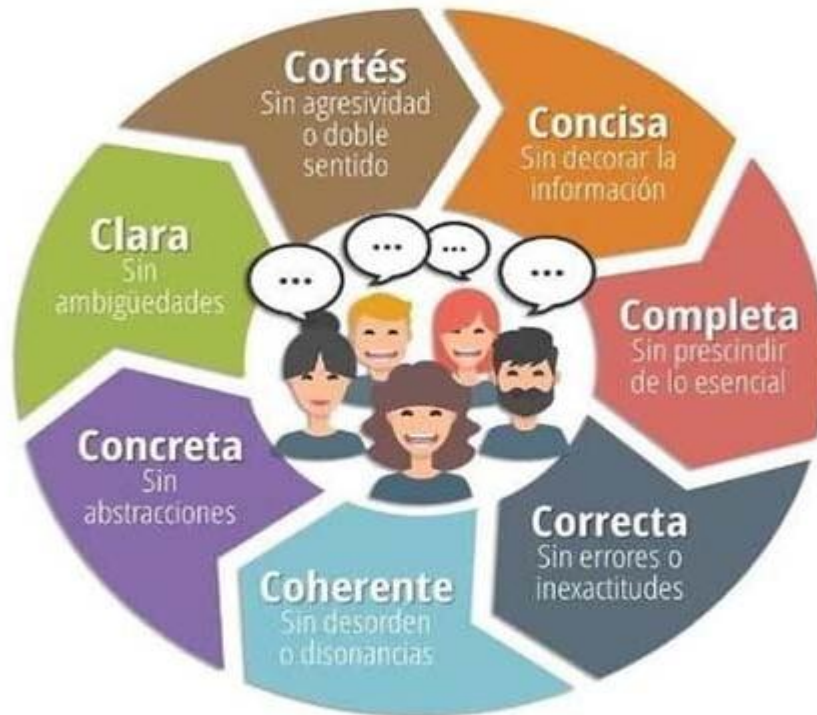 Cortés
Sin agresividad
o doble
sentido
Concisa
Sin decorar la
información
Completa
Sin prescindir
de lo esencial
Correcta
Sin errores o
inexactitudes
Coherente
Sin desorden
o disonancias
Concreta
Sin
abstracciones
Clara
Sin
ambigüedades
...
...
...
...